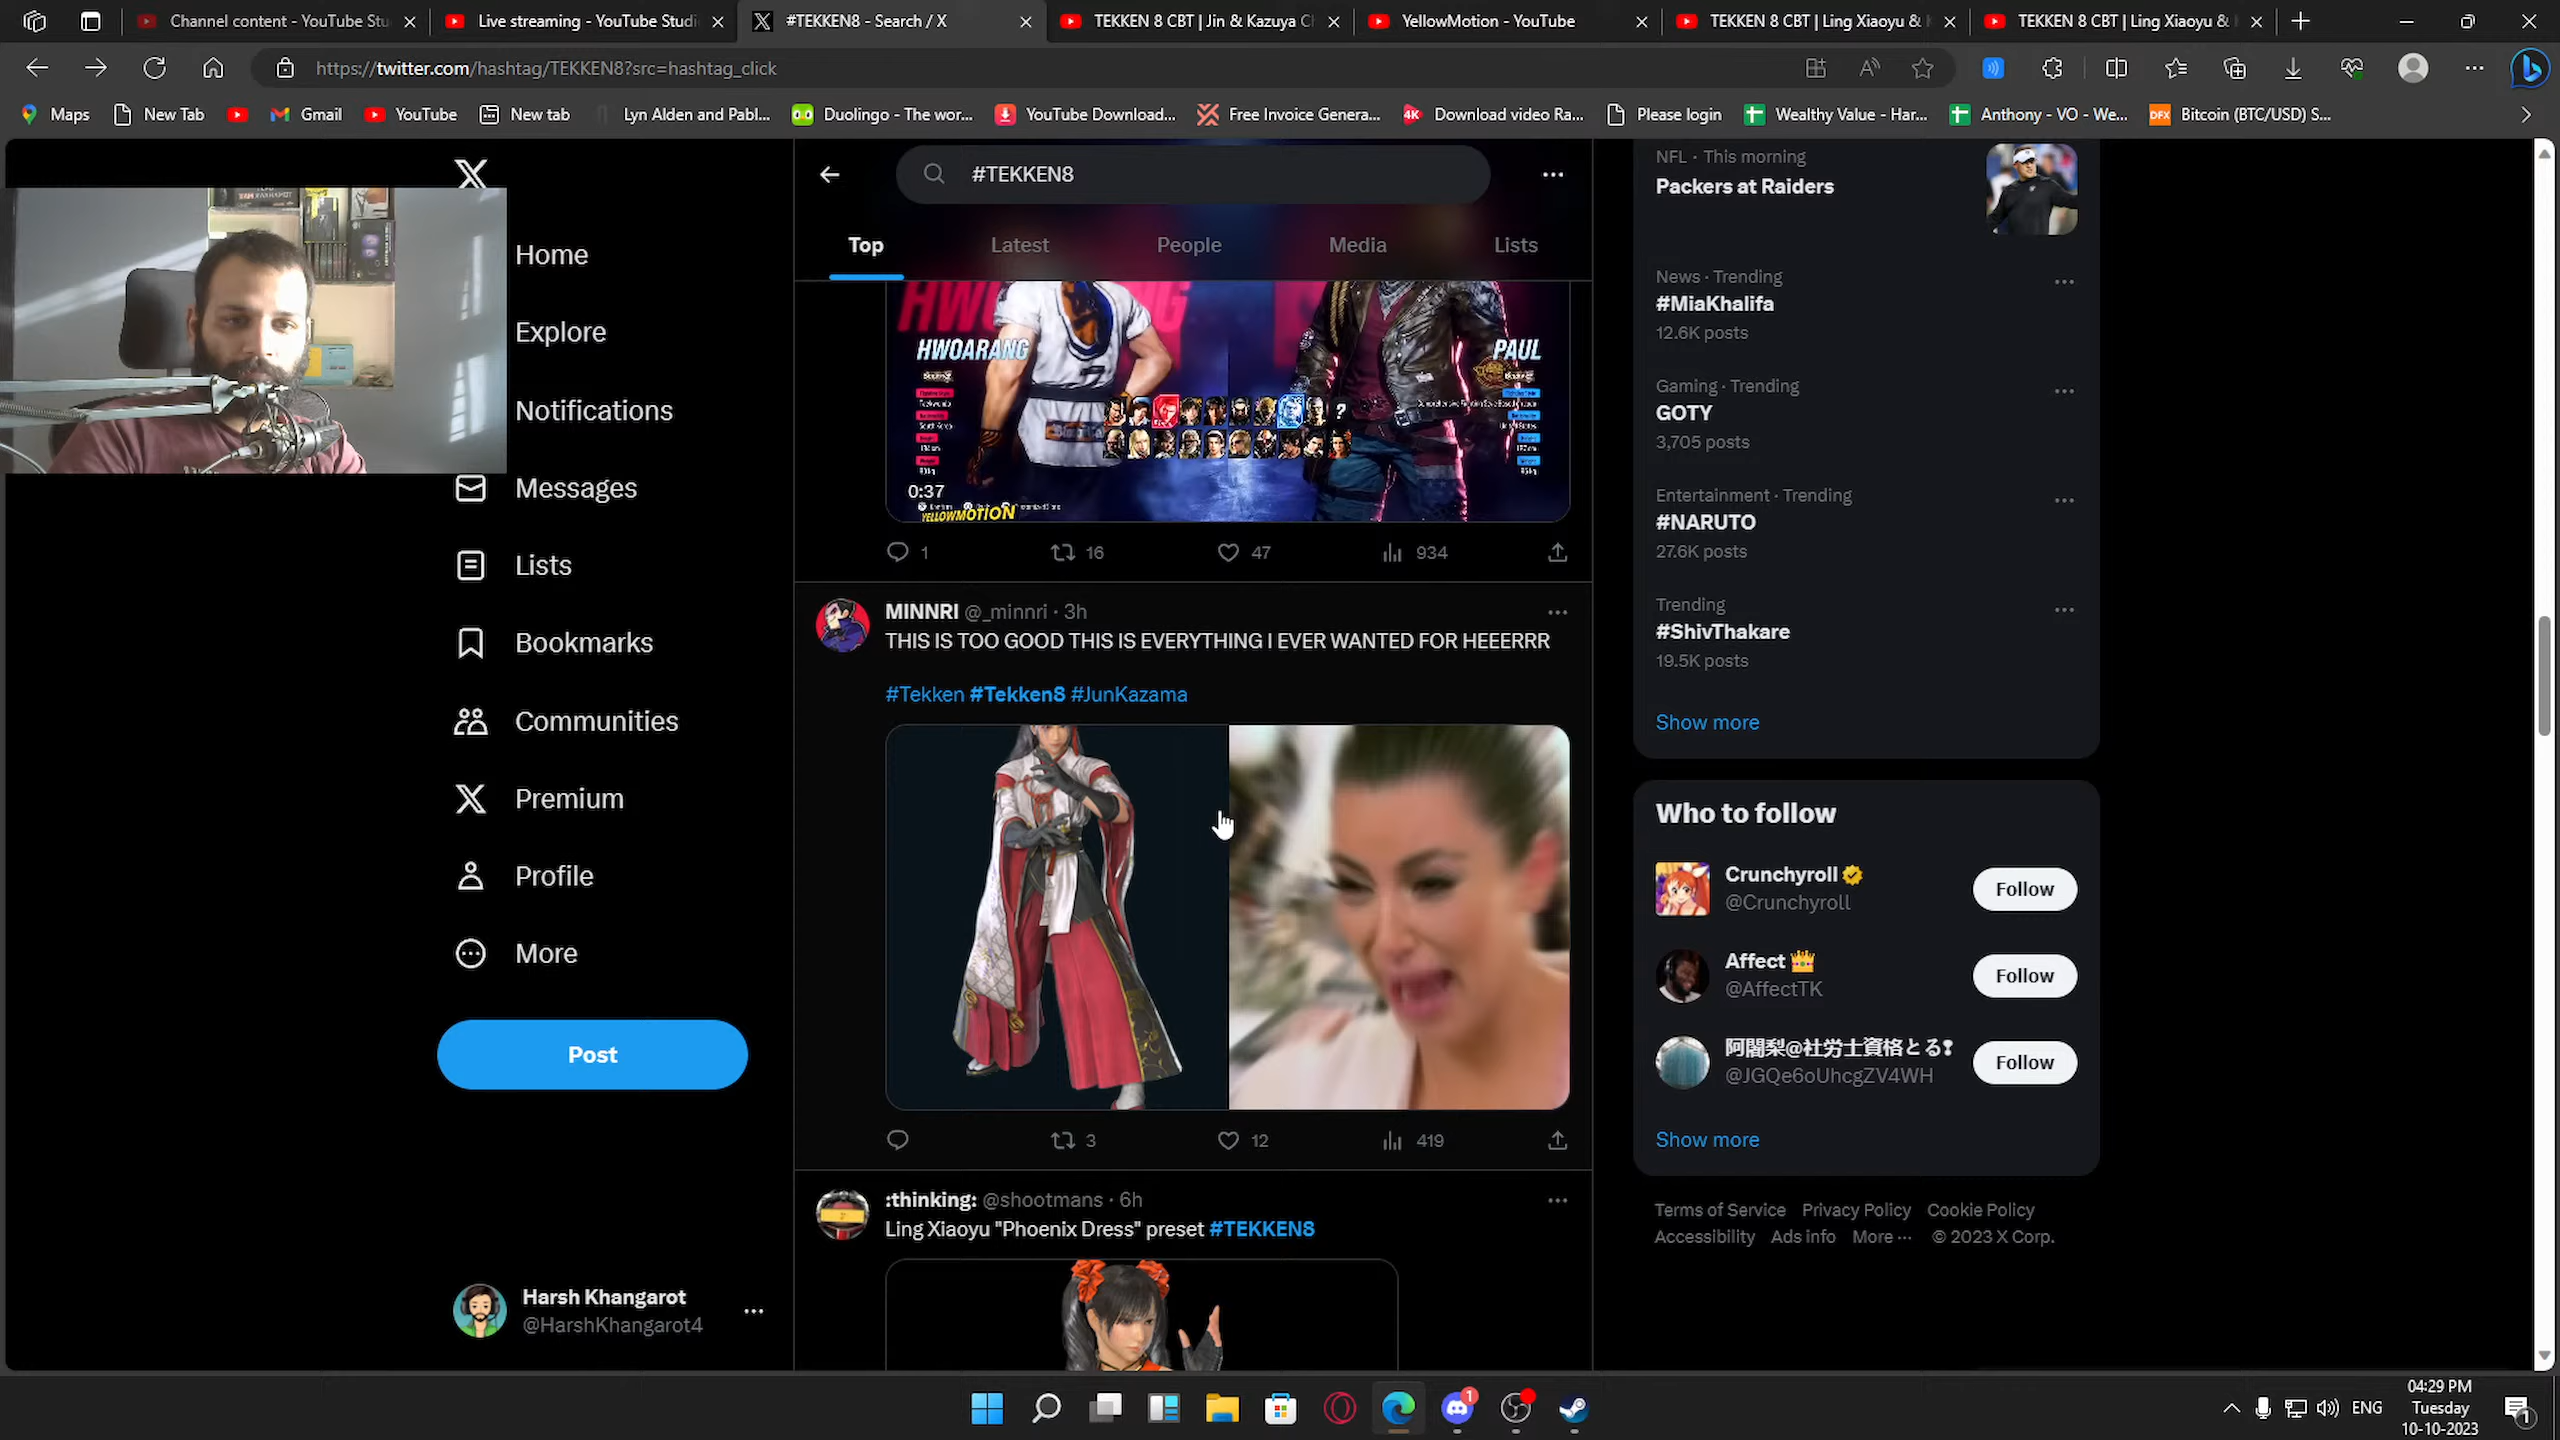 Channel content - YouTube Stu
Live streaming - YouTube Studi
#TEKKEN8 - Search / X
TEKKEN 8 CBT | Jin & Kazuya C
YellowMotion - YouTube
TEKKEN 8 CBT | Ling Xiaoyu &
TEKKEN 8 CBT | Ling Xiaoyu &
https://twitter.com/hashtag/TEKKEN8?src=hashtag_click
Maps
New Tab
Gmail
YouTube
New tab
Lyn Alden and Pabl...
Duolingo - The wor...
YouTube Download...
Free Invoice Genera...
4K
Download video Ra...
Please login
Wealthy Value - Har...
Anthony - VO - We...
DFX
Bitcoin (BTC/USD) S...
Home
Explore
Notifications
Messages
Lists
Bookmarks
Communities
Premium
Profile
More
Post
Harsh Khangarot
@HarshKhangarot4
#TEKKEN8
Top
Latest
People
Media
Lists
HWOARANG
PAUL
South Korea
0:37
YELLOWMOTION
1
16
47
934
MINNRI @_minnri · 3h
THIS IS TOO GOOD THIS IS EVERYTHING I EVER WANTED FOR HEEERRR
#Tekken #Tekken8 #JunKazama
3
12
419
:thinking: @shootmans · 6h
Ling Xiaoyu "Phoenix Dress" preset #TEKKEN8
NFL · This morning
Packers at Raiders
News · Trending
#MiaKhalifa
12.6K posts
Gaming · Trending
GOTY
3,705 posts
Entertainment · Trending
#NARUTO
27.6K posts
Trending
#ShivThakare
19.5K posts
Show more
Who to follow
Crunchyroll
@Crunchyroll
Follow
Affect 👑
@AffectTK
Follow
阿闍梨@社労士資格とる❣
@JGQe6oUhcgZV4WH
Follow
Show more
Terms of Service Privacy Policy Cookie Policy
Accessibility Ads info More ··· © 2023 X Corp.
1
ENG
04:29 PM
Tuesday
10-10-2023
1